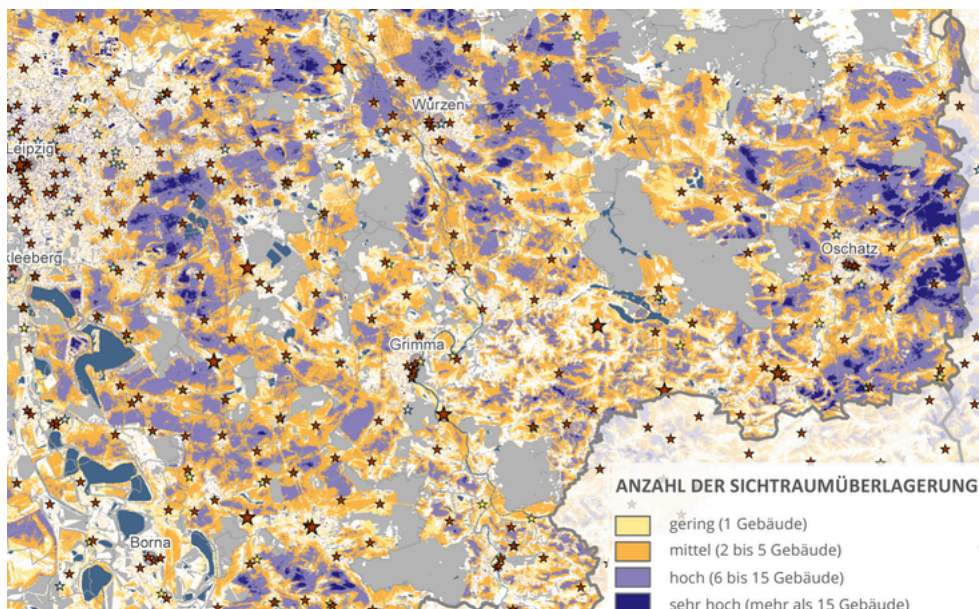 Wurzen
Leipzig
kleeberg
Oschatz
Grimma
Borna
ANZAHL DER SICHTRAUMÜBERLAGERUNG
gering (1 Gebäude)
mittel (2 bis 5 Gebäude)
hoch (6 bis 15 Gebäude)
sehr hoch (mehr als 15 Gebäude)